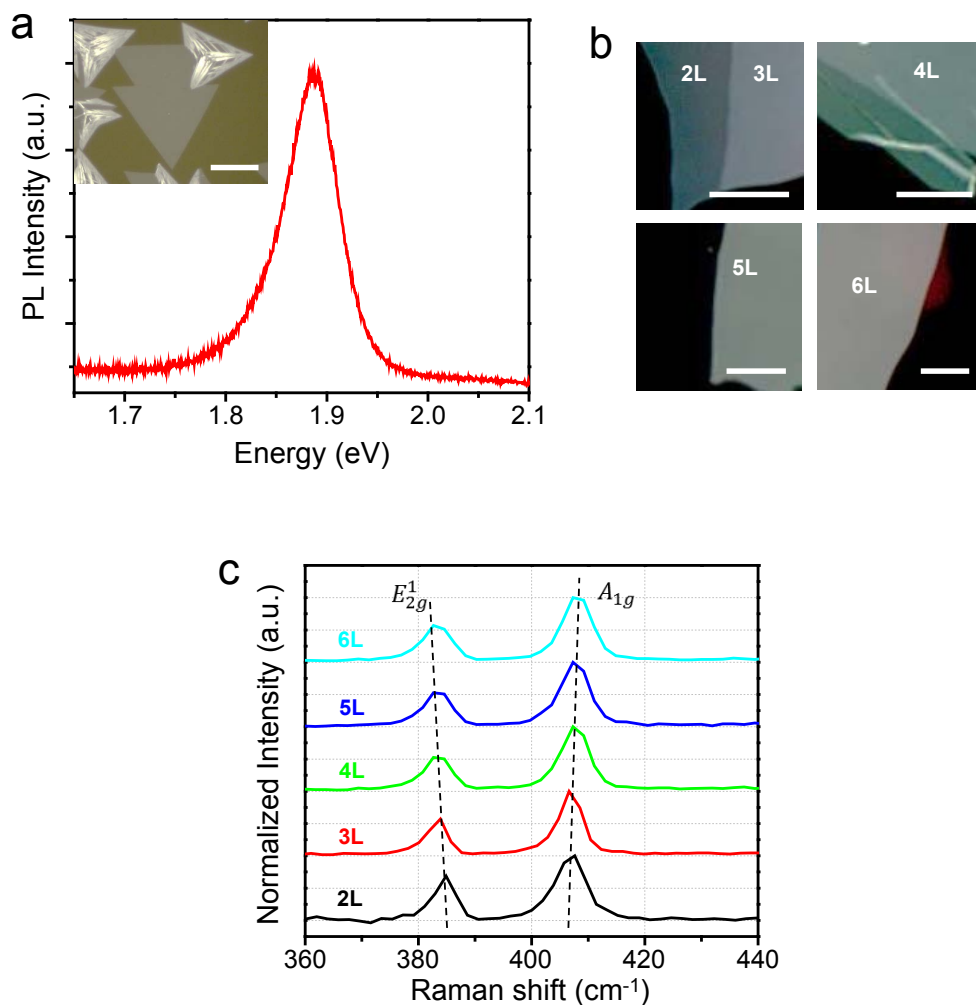 a
PL Intensity (a.u.)
1.7 1.8 1.9 2.0 2.1
Energy (eV)
b
2L 3L
4L
5L
6L
c
Normalized Intensity (a.u.)
E¹₂g A₁g
6L
5L
4L
3L
2L
360 380 400 420 440
Raman shift (cm⁻¹)